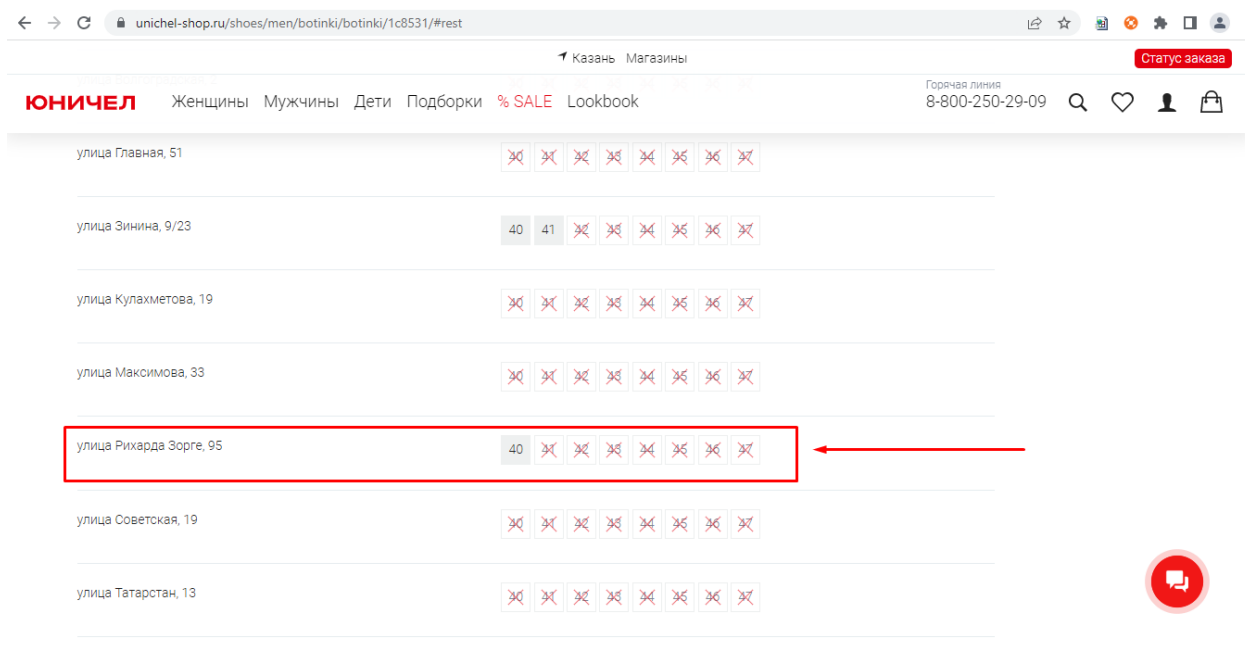 unichel-shop.ru/shoes/men/botinki/botinki/1c8531/#rest
Казань Магазины
Статус заказа
ЮНИЧЕЛ Женщины Мужчины Дети Подборки % SALE Lookbook
Горячая линия
8-800-250-29-09
улица Главная, 51 40 41 42 43 44 45 46 47
улица Зинина, 9/23 40 41 42 43 44 45 46 47
улица Кулахметова, 19 40 41 42 43 44 45 46 47
улица Максимова, 33 40 41 42 43 44 45 46 47
улица Рихарда Зорге, 95 40 41 42 43 44 45 46 47
улица Советская, 19 40 41 42 43 44 45 46 47
улица Татарстан, 13 40 41 42 43 44 45 46 47